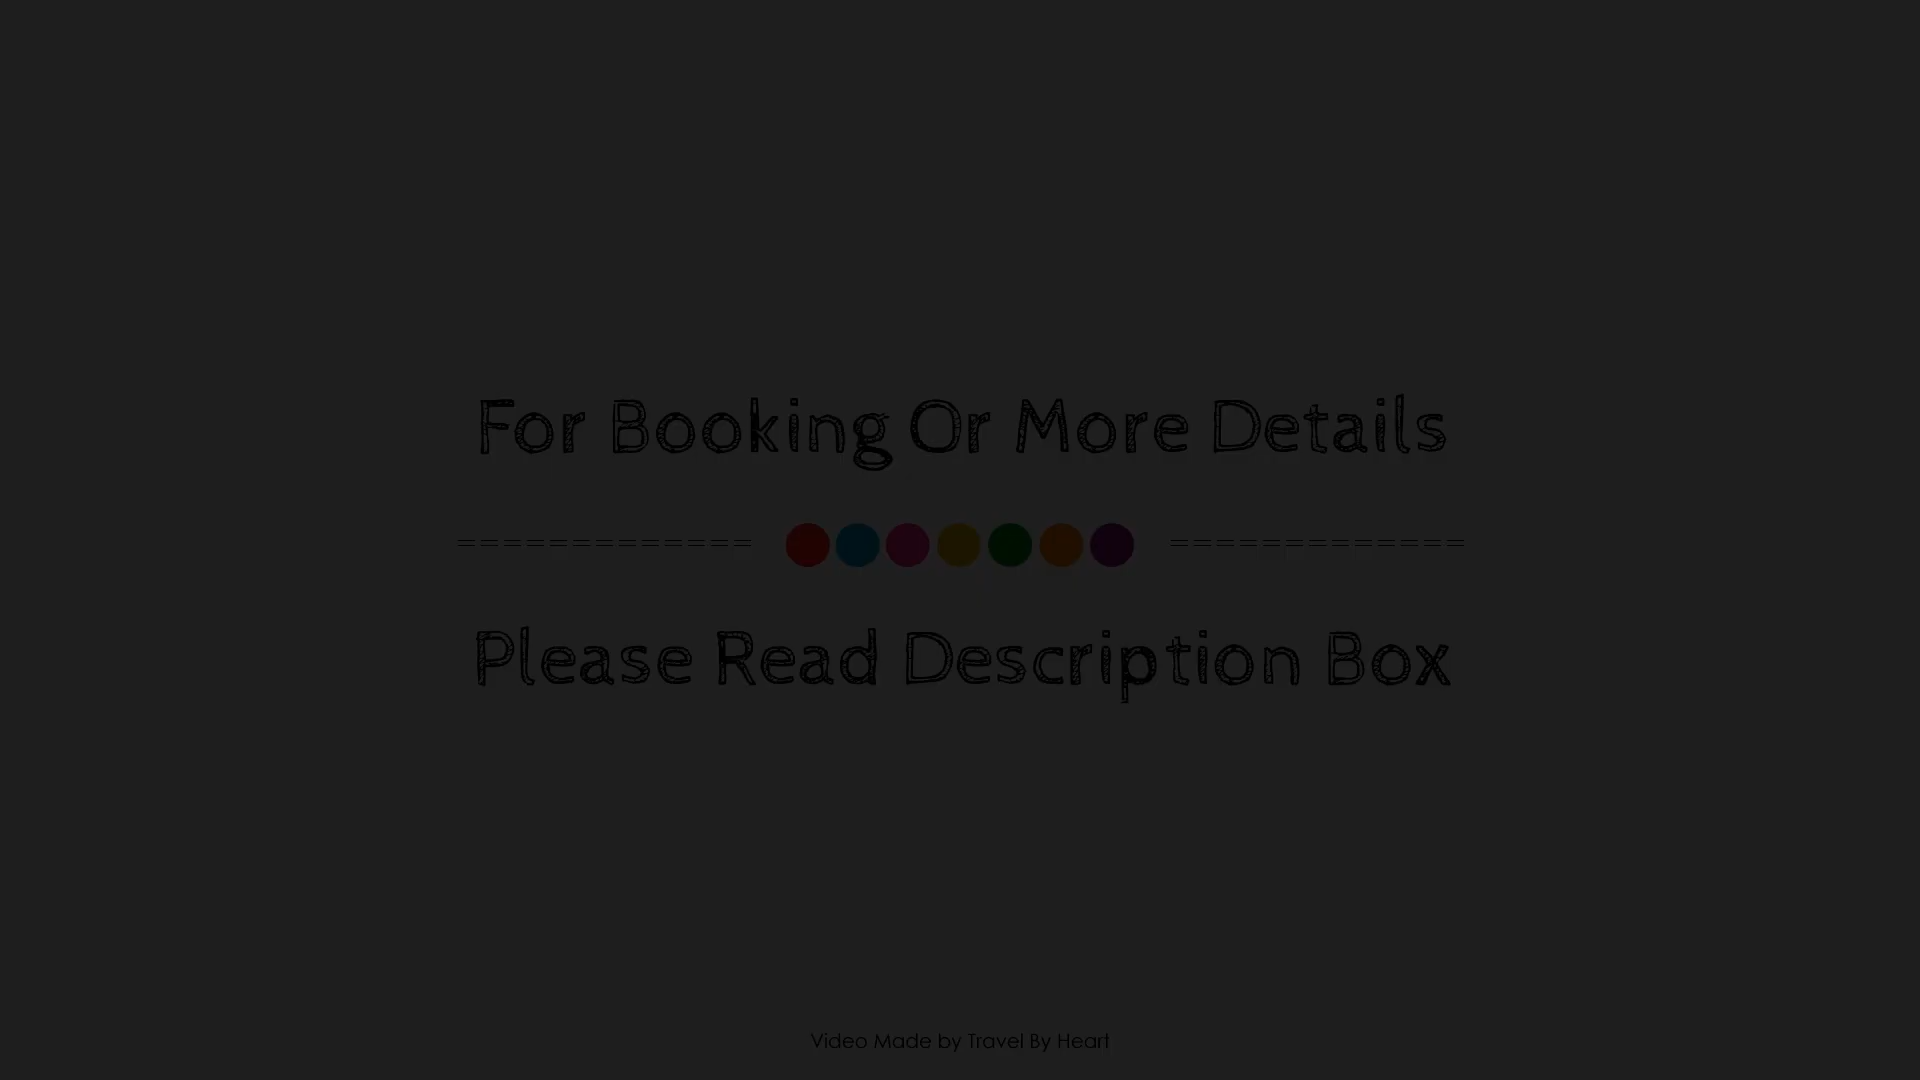 For Booking Or More Details
============= =============
Please Read Description Box
Video Made by Travel By Heart